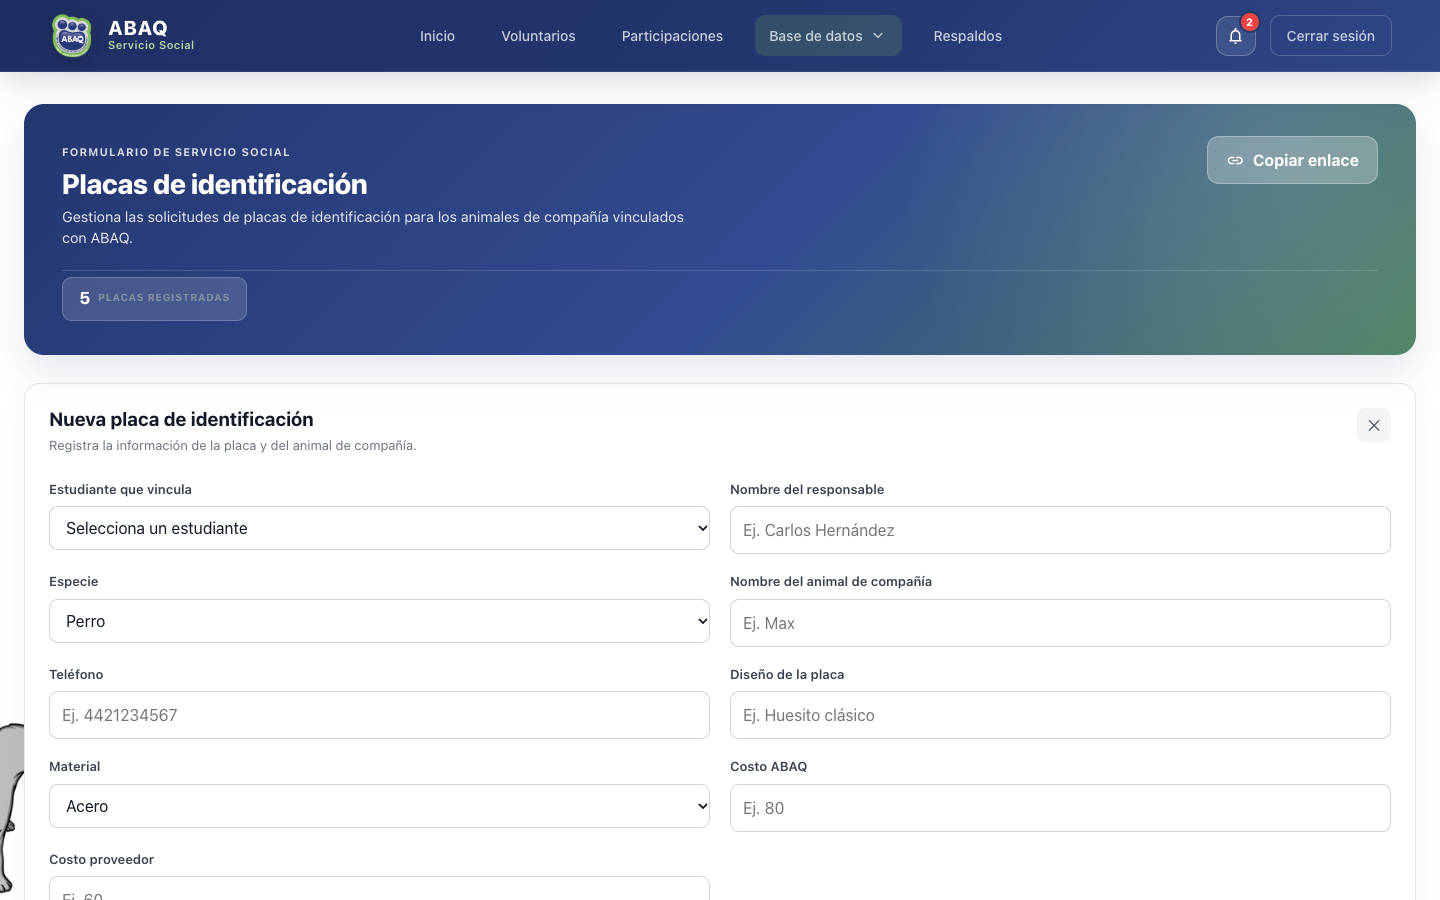 ABAQ
ABAQ
Servicio Social
Inicio
Voluntarios
Participaciones
Base de datos
Respaldos
2
Cerrar sesión
FORMULARIO DE SERVICIO SOCIAL
Placas de identificación
Gestiona las solicitudes de placas de identificación para los animales de compañía vinculados
con ABAQ.
Copiar enlace
5 PLACAS REGISTRADAS
Nueva placa de identificación
Registra la información de la placa y del animal de compañía.
Estudiante que vincula
Selecciona un estudiante
Nombre del responsable
Ej. Carlos Hernández
Especie
Perro
Nombre del animal de compañía
Ej. Max
Teléfono
Ej. 4421234567
Diseño de la placa
Ej. Huesito clásico
Material
Acero
Costo ABAQ
Ej. 80
Costo proveedor
Ej. 60